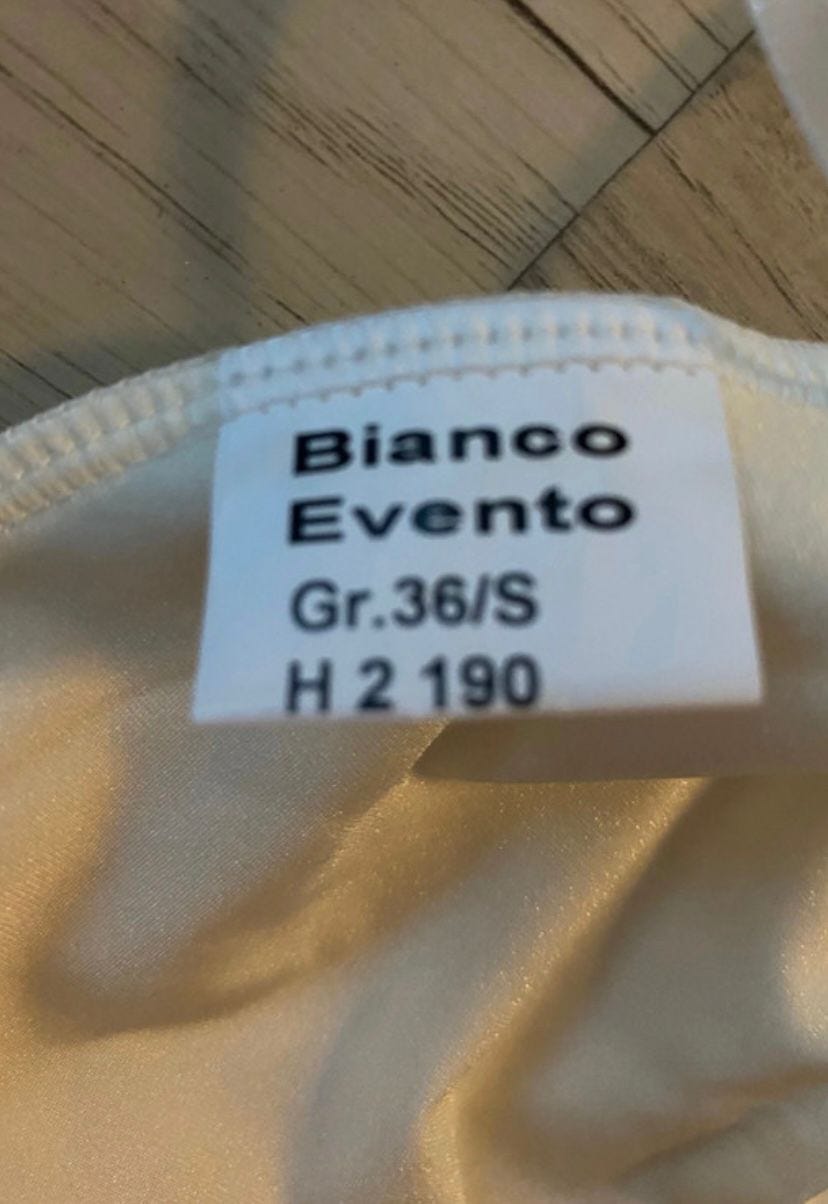 Bianco
Evento
Gr.36/S
H 2 190